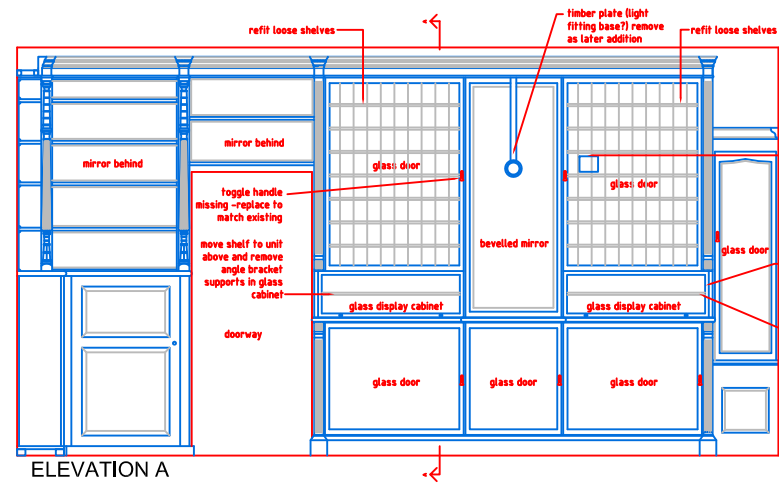 timber plate (light
fitting base?) remove
as later addition
refit loose shelves
refit loose shelves
mirror behind
mirror behind
glass door
glass door
toggle handle
missing -replace to
match existing
bevelled mirror
glass door
move shelf to unit
above and remove
angle bracket
supports in glass
cabinet
glass display cabinet
glass display cabinet
doorway
glass door
glass door
glass door
ELEVATION A